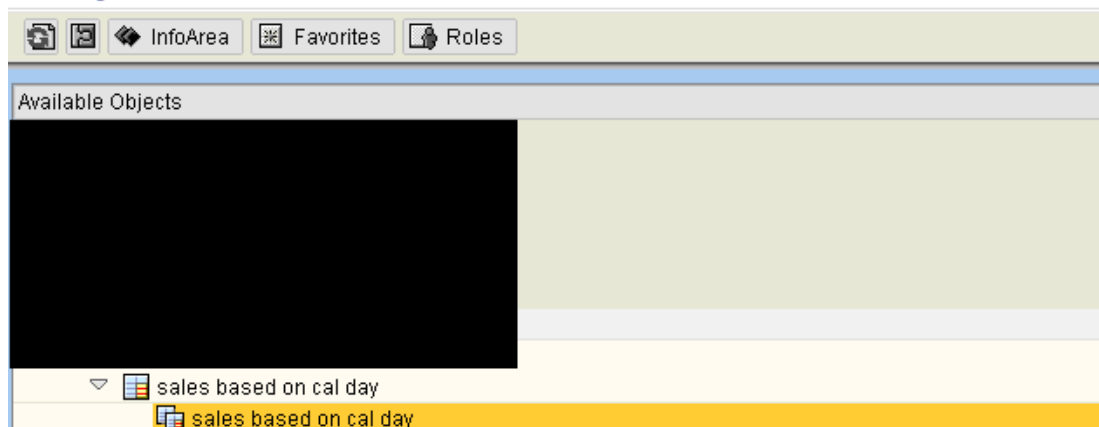 InfoArea Favorites Roles
Available Objects
sales based on cal day
sales based on cal day